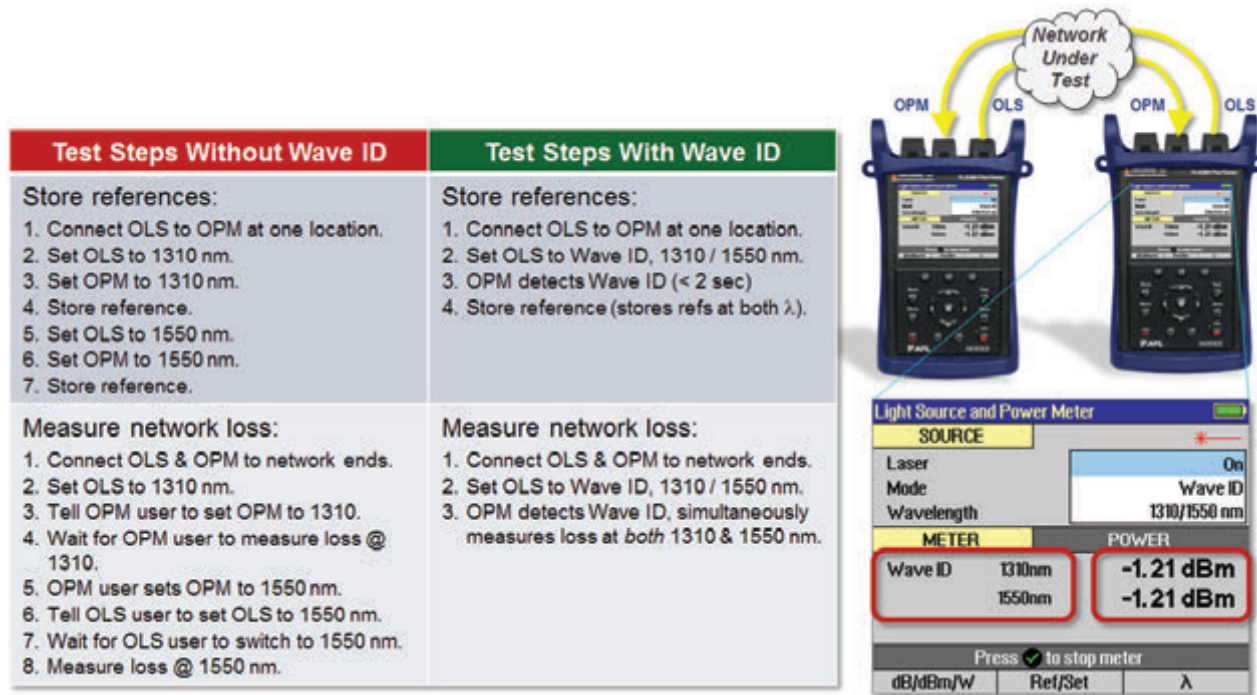 Network
Under
Test
OPM
OLS
OPM
OLS
Test Steps Without Wave ID
Test Steps With Wave ID
Store references:
1. Connect OLS to OPM at one location.
2. Set OLS to 1310 nm.
3. Set OPM to 1310 nm.
4. Store reference.
5. Set OLS to 1550 nm.
6. Set OPM to 1550 nm.
7. Store reference.
Store references:
1. Connect OLS to OPM at one location.
2. Set OLS to Wave ID, 1310 / 1550 nm.
3. OPM detects Wave ID (< 2 sec)
4. Store reference (stores refs at both λ).
Measure network loss:
1. Connect OLS & OPM to network ends.
2. Set OLS to 1310 nm.
3. Tell OPM user to set OPM to 1310.
4. Wait for OPM user to measure loss @
1310.
5. OPM user sets OPM to 1550 nm.
6. Tell OLS user to set OLS to 1550 nm.
7. Wait for OLS user to switch to 1550 nm.
8. Measure loss @ 1550 nm.
Measure network loss:
1. Connect OLS & OPM to network ends.
2. Set OLS to Wave ID, 1310 / 1550 nm.
3. OPM detects Wave ID, simultaneously
measures loss at both 1310 & 1550 nm.
Light Source and Power Meter
SOURCE
Laser On
Mode Wave ID
Wavelength 1310/1550 nm
METER POWER
Wave ID 1310nm -1.21 dBm
1550nm -1.21 dBm
Press ✓ to stop meter
dB/dBm/W Ref/Set λ